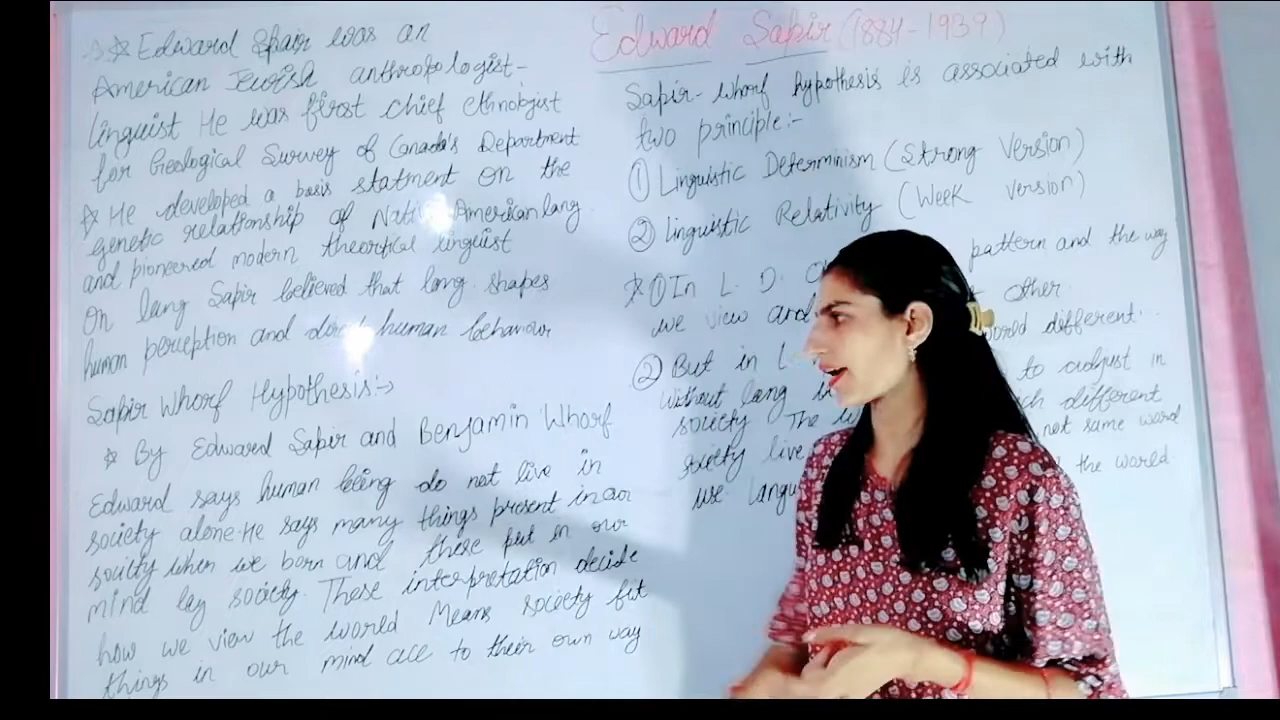 Edward Sapir (1884-1939)
☆ Edward Spair was an
American Jewish anthropologist-
linguist He was first chief ethnologist
for Geological Survey of Canada's Department
☆ He developed a basis statment on the
genetic relationship of Native American lang.
and pioneered modern theortical linguist
On lang Sapir believed that lang. shapes
human perception and human behaviour
Sapir Whorf Hypothesis:->
☆ By Edward Sapir and Benjamin Whorf
Edward says human being do not live in
society alone. He says many things present in our
society when we born and these put in our
mind by society. These interpretation decide
how we view the world Means society fit
things in our mind acc to their own way
Sapir- Whorf hypothesis is associated with
two principle:-
① Linguistic Determinism (Strong Version)
② Linguistic Relativity (Week version)
☆ ① In L. D. pattern and the way
we view and other.
world different.
② But in L to adjust in
without lang different
society The not same word
society live the world.
use